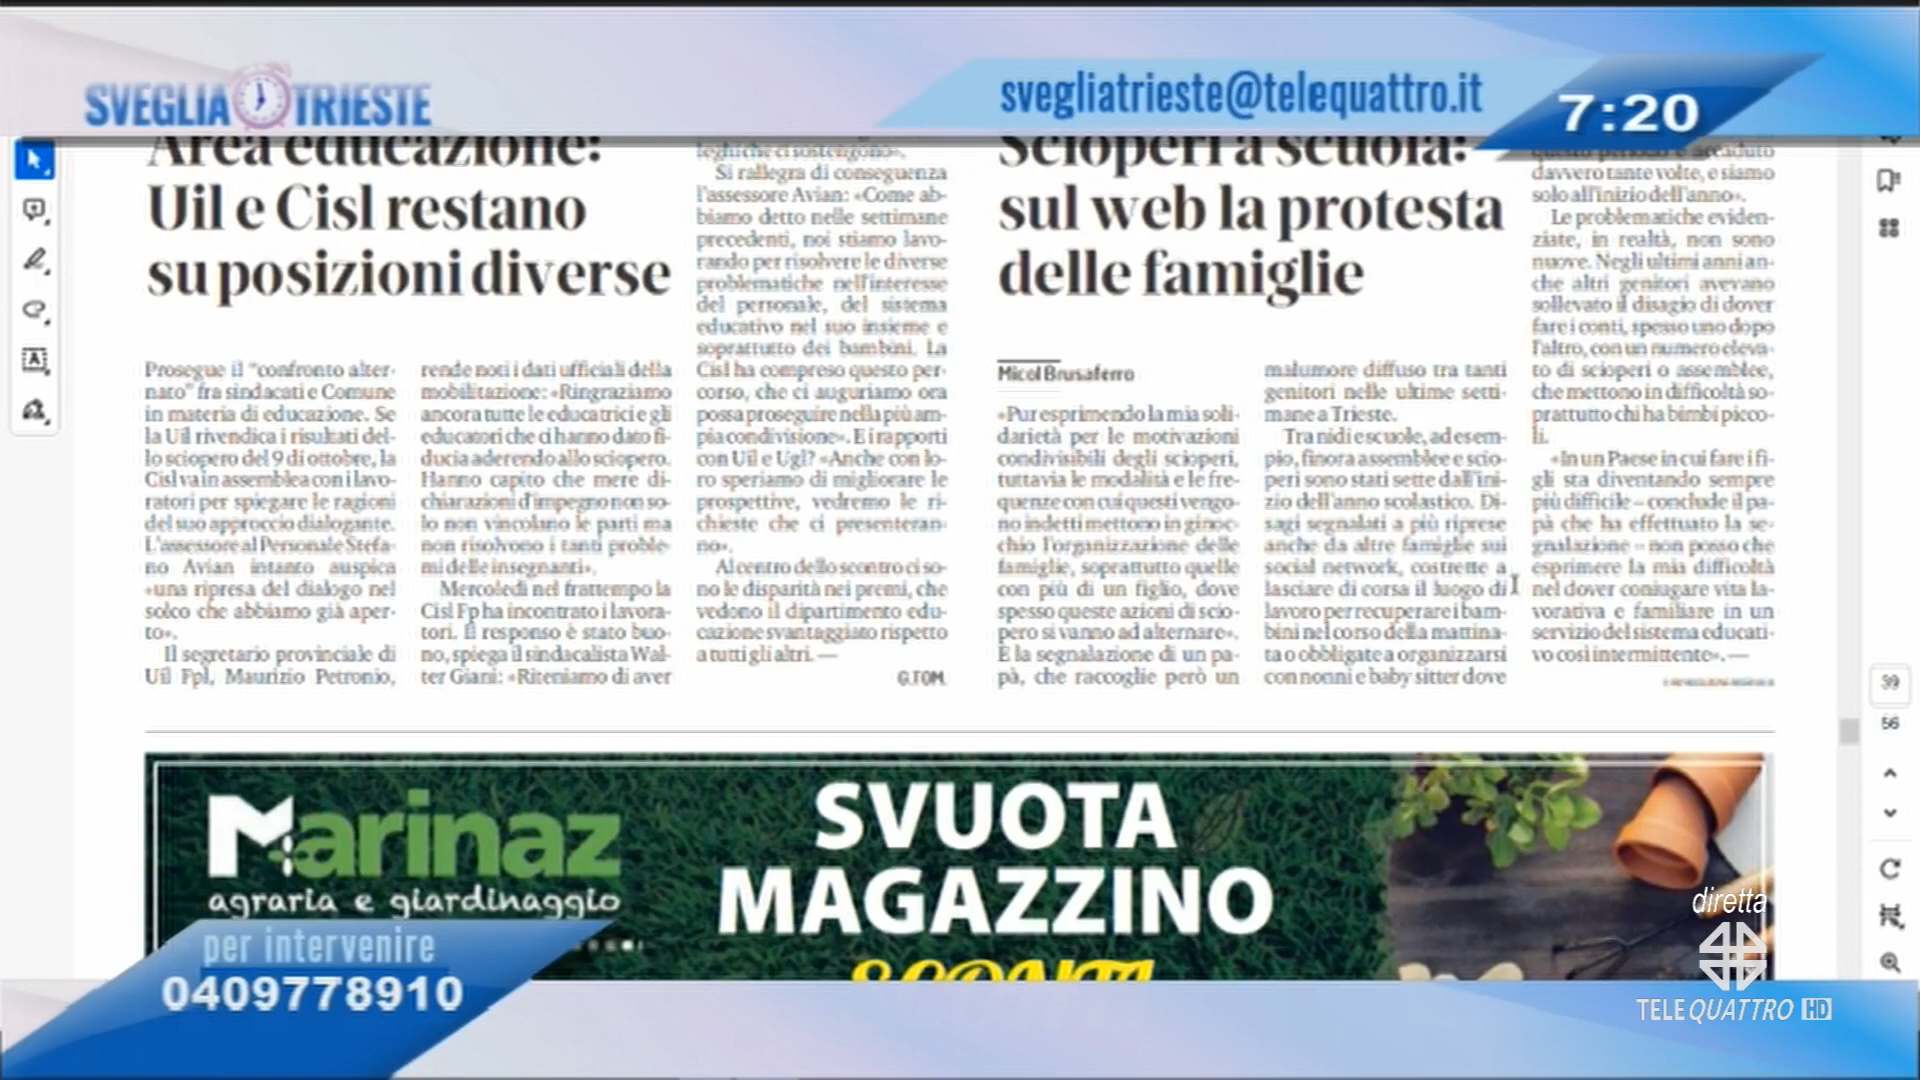 SVEGLIA TRIESTE
svegliatrieste@telequattro.it
7:20
Area educazione:
Uil e Cisl restano
su posizioni diverse
Prosegue il "confronto alter-
nato" fra sindacati e Comune
in materia di educazione. Se
la Uil rivendica i risultati del-
lo sciopero del 9 di ottobre, la
Cisl va in assemblea con i lavo-
ratori per spiegare le ragioni
del suo approccio dialogante.
L'assessore al Personale Stefa-
no Avian intanto auspica
«una ripresa del dialogo nel
solco che abbiamo già aper-
to».
Il segretario provinciale di
Uil Fpl, Maurizio Petronio,
rende noti i dati ufficiali della
mobilitazione: «Ringraziamo
ancora tutte le educatrici e gli
educatori che ci hanno dato fi-
ducia aderendo allo sciopero.
Hanno capito che mere di-
chiarazioni d'impegno non so-
lo non vincolano le parti ma
non risolvono i tanti proble-
mi delle insegnanti».
Mercoledì nel frattempo la
Cisl Fp ha incontrato i lavora-
tori. Il responso è stato buo-
no, spiega il sindacalista Wal-
ter Giani: «Riteniamo di aver
leghi che ci sostengono».
Si rallegra di conseguenza
l'assessore Avian: «Come ab-
biamo detto nelle settimane
precedenti, noi stiamo lavo-
rando per risolvere le diverse
problematiche nell'interesse
del personale, del sistema
educativo nel suo insieme e
soprattutto dei bambini. La
Cisl ha compreso questo per-
corso, che ci auguriamo ora
possa proseguire nella più am-
pia condivisione». E i rapporti
con Uil e Ugl? «Anche con lo-
ro speriamo di migliorare le
prospettive, vedremo le ri-
chieste che ci presenteran-
no».
Al centro dello scontro ci so-
no le disparità nei premi, che
vedono il dipartimento edu-
cazione svantaggiato rispetto
a tutti gli altri. —
G.TOM.
Scioperi a scuola:
sul web la protesta
delle famiglie
Micol Brusaferro
«Pur esprimendo la mia soli-
darietà per le motivazioni
condivisibili degli scioperi,
tuttavia le modalità e le fre-
quenze con cui questi vengo-
no indetti mettono in ginoc-
chio l'organizzazione delle
famiglie, soprattutto quelle
con più di un figlio, dove
spesso queste azioni di scio-
pero si vanno ad alternare».
È la segnalazione di un pa-
pà, che raccoglie però un
malumore diffuso tra tanti
genitori nelle ultime setti-
mane a Trieste.
Tra nidi e scuole, ad esem-
pio, finora assemblee e scio-
peri sono stati sette dall'ini-
zio dell'anno scolastico. Di-
sagi segnalati a più riprese
anche da altre famiglie sui
social network, costrette a
lasciare di corsa il luogo di
lavoro per recuperare i bam-
bini nel corso della mattina-
ta o obbligate a organizzarsi
con nonni e baby sitter dove
questo periodo è accaduto
davvero tante volte, e siamo
solo all'inizio dell'anno».
Le problematiche eviden-
ziate, in realtà, non sono
nuove. Negli ultimi anni an-
che altri genitori avevano
sollevato il disagio di dover
fare i conti, spesso uno dopo
l'altro, con un numero eleva-
to di scioperi o assemblee,
che mettono in difficoltà so-
prattutto chi ha bimbi picco-
li.
«In un Paese in cui fare i fi-
gli sta diventando sempre
più difficile – conclude il pa-
pà che ha effettuato la se-
gnalazione – non posso che
esprimere la mia difficoltà
nel dover coniugare vita la-
vorativa e familiare in un
servizio del sistema educati-
vo così intermittente». —
39
56
Marinaz
agraria e giardinaggio
SVUOTA
MAGAZZINO
SCONTI
per intervenire
0409778910
diretta
TELEQUATTRO HD